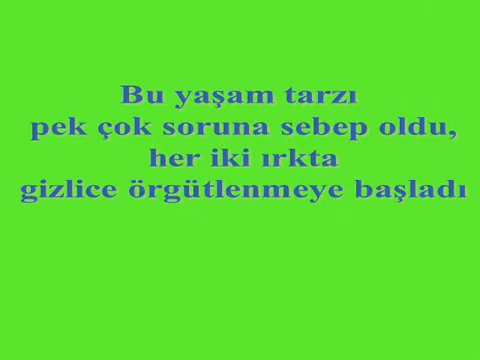 Bu yaşam tarzı
pek çok soruna sebep oldu,
her iki ırkta
gizlice örgütlenmeye başladı